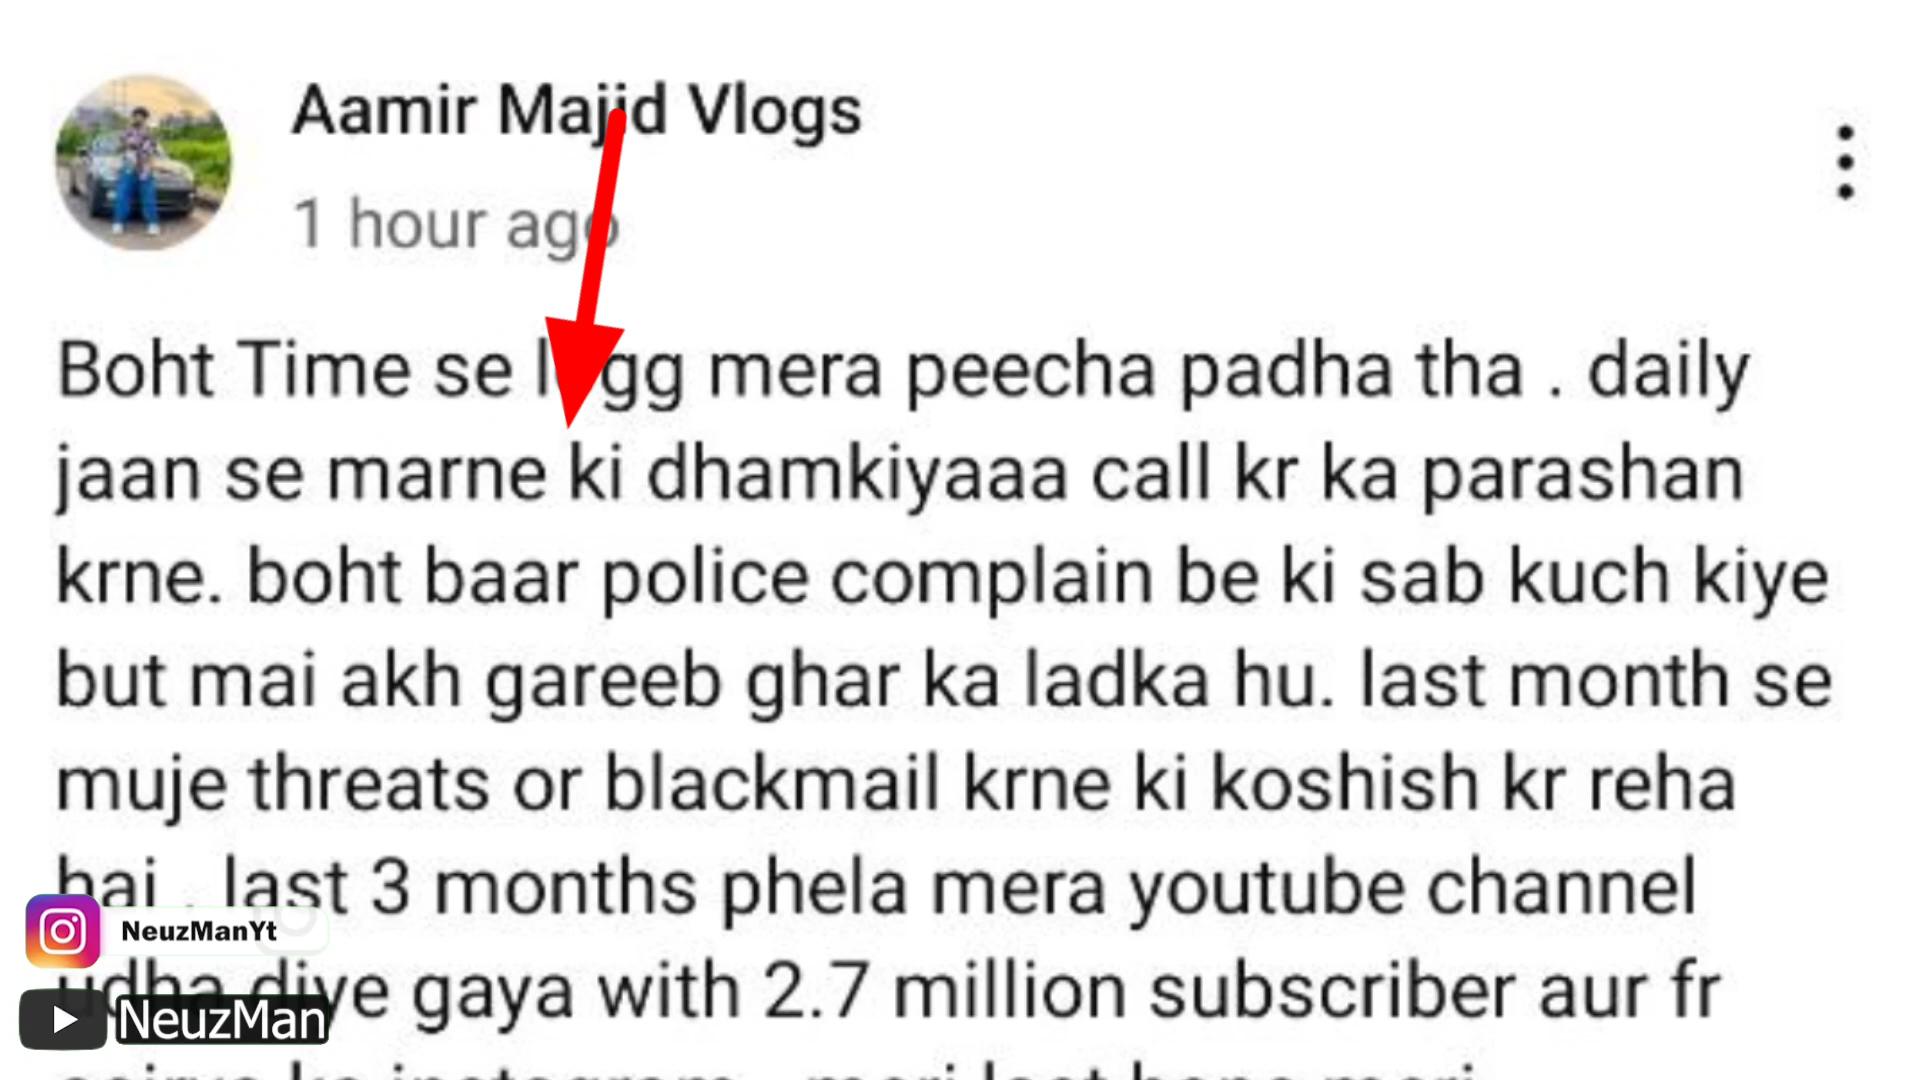 Aamir Majid Vlogs
1 hour ago
Boht Time se mera peecha padha tha . daily
jaan se marne ki dhamkiyaaa call kr ka parashan
krne. boht baar police complain be ki sab kuch kiye
but mai akh gareeb ghar ka ladka hu. last month se
muje threats or blackmail krne ki koshish kr reha
hai . last 3 months phela mera youtube channel
NeuzManYt
udha diye gaya with 2.7 million subscriber aur fr
NeuzMan